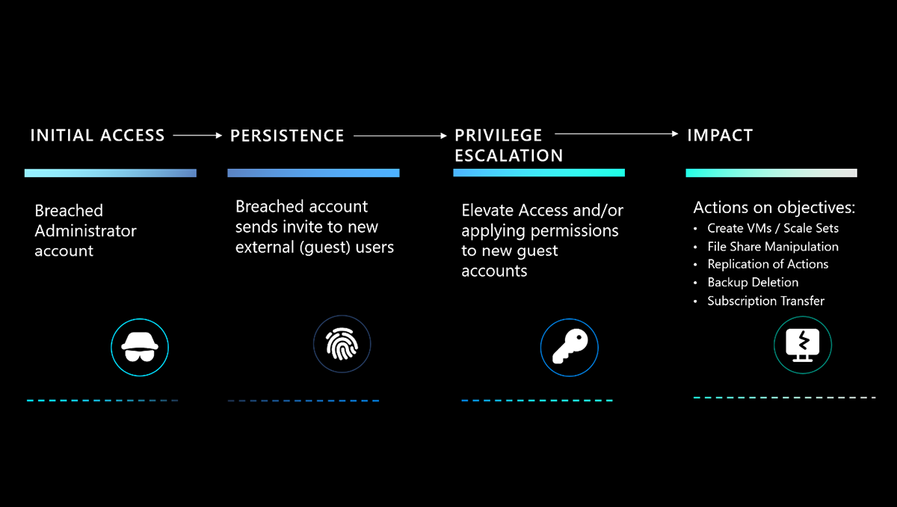 INITIAL ACCESS
Breached
Administrator
account
PERSISTENCE
Breached account
sends invite to new
external (guest) users
PRIVILEGE
ESCALATION
Elevate Access and/or
applying permissions
to new guest
accounts
IMPACT
Actions on objectives:
• Create VMs / Scale Sets
• File Share Manipulation
• Replication of Actions
• Backup Deletion
• Subscription Transfer